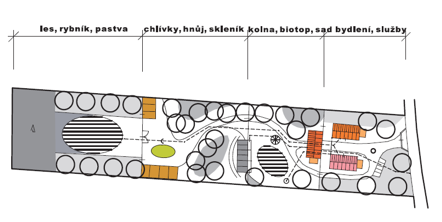 les, rybník, pastva
chlívky, hnůj, skleník
kolna, biotop, sad
bydlení, služby